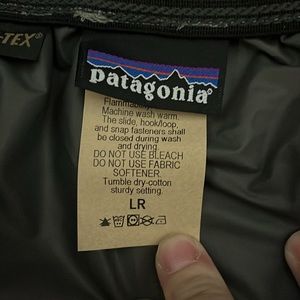 -TEX®
patagonia®
Machine wash warm.
The slide, hook/loop,
and snap fasteners shall
be closed during wash
and drying.
DO NOT USE BLEACH
DO NOT USE FABRIC
SOFTENER.
Tumble dry-cotton
sturdy setting.
LR